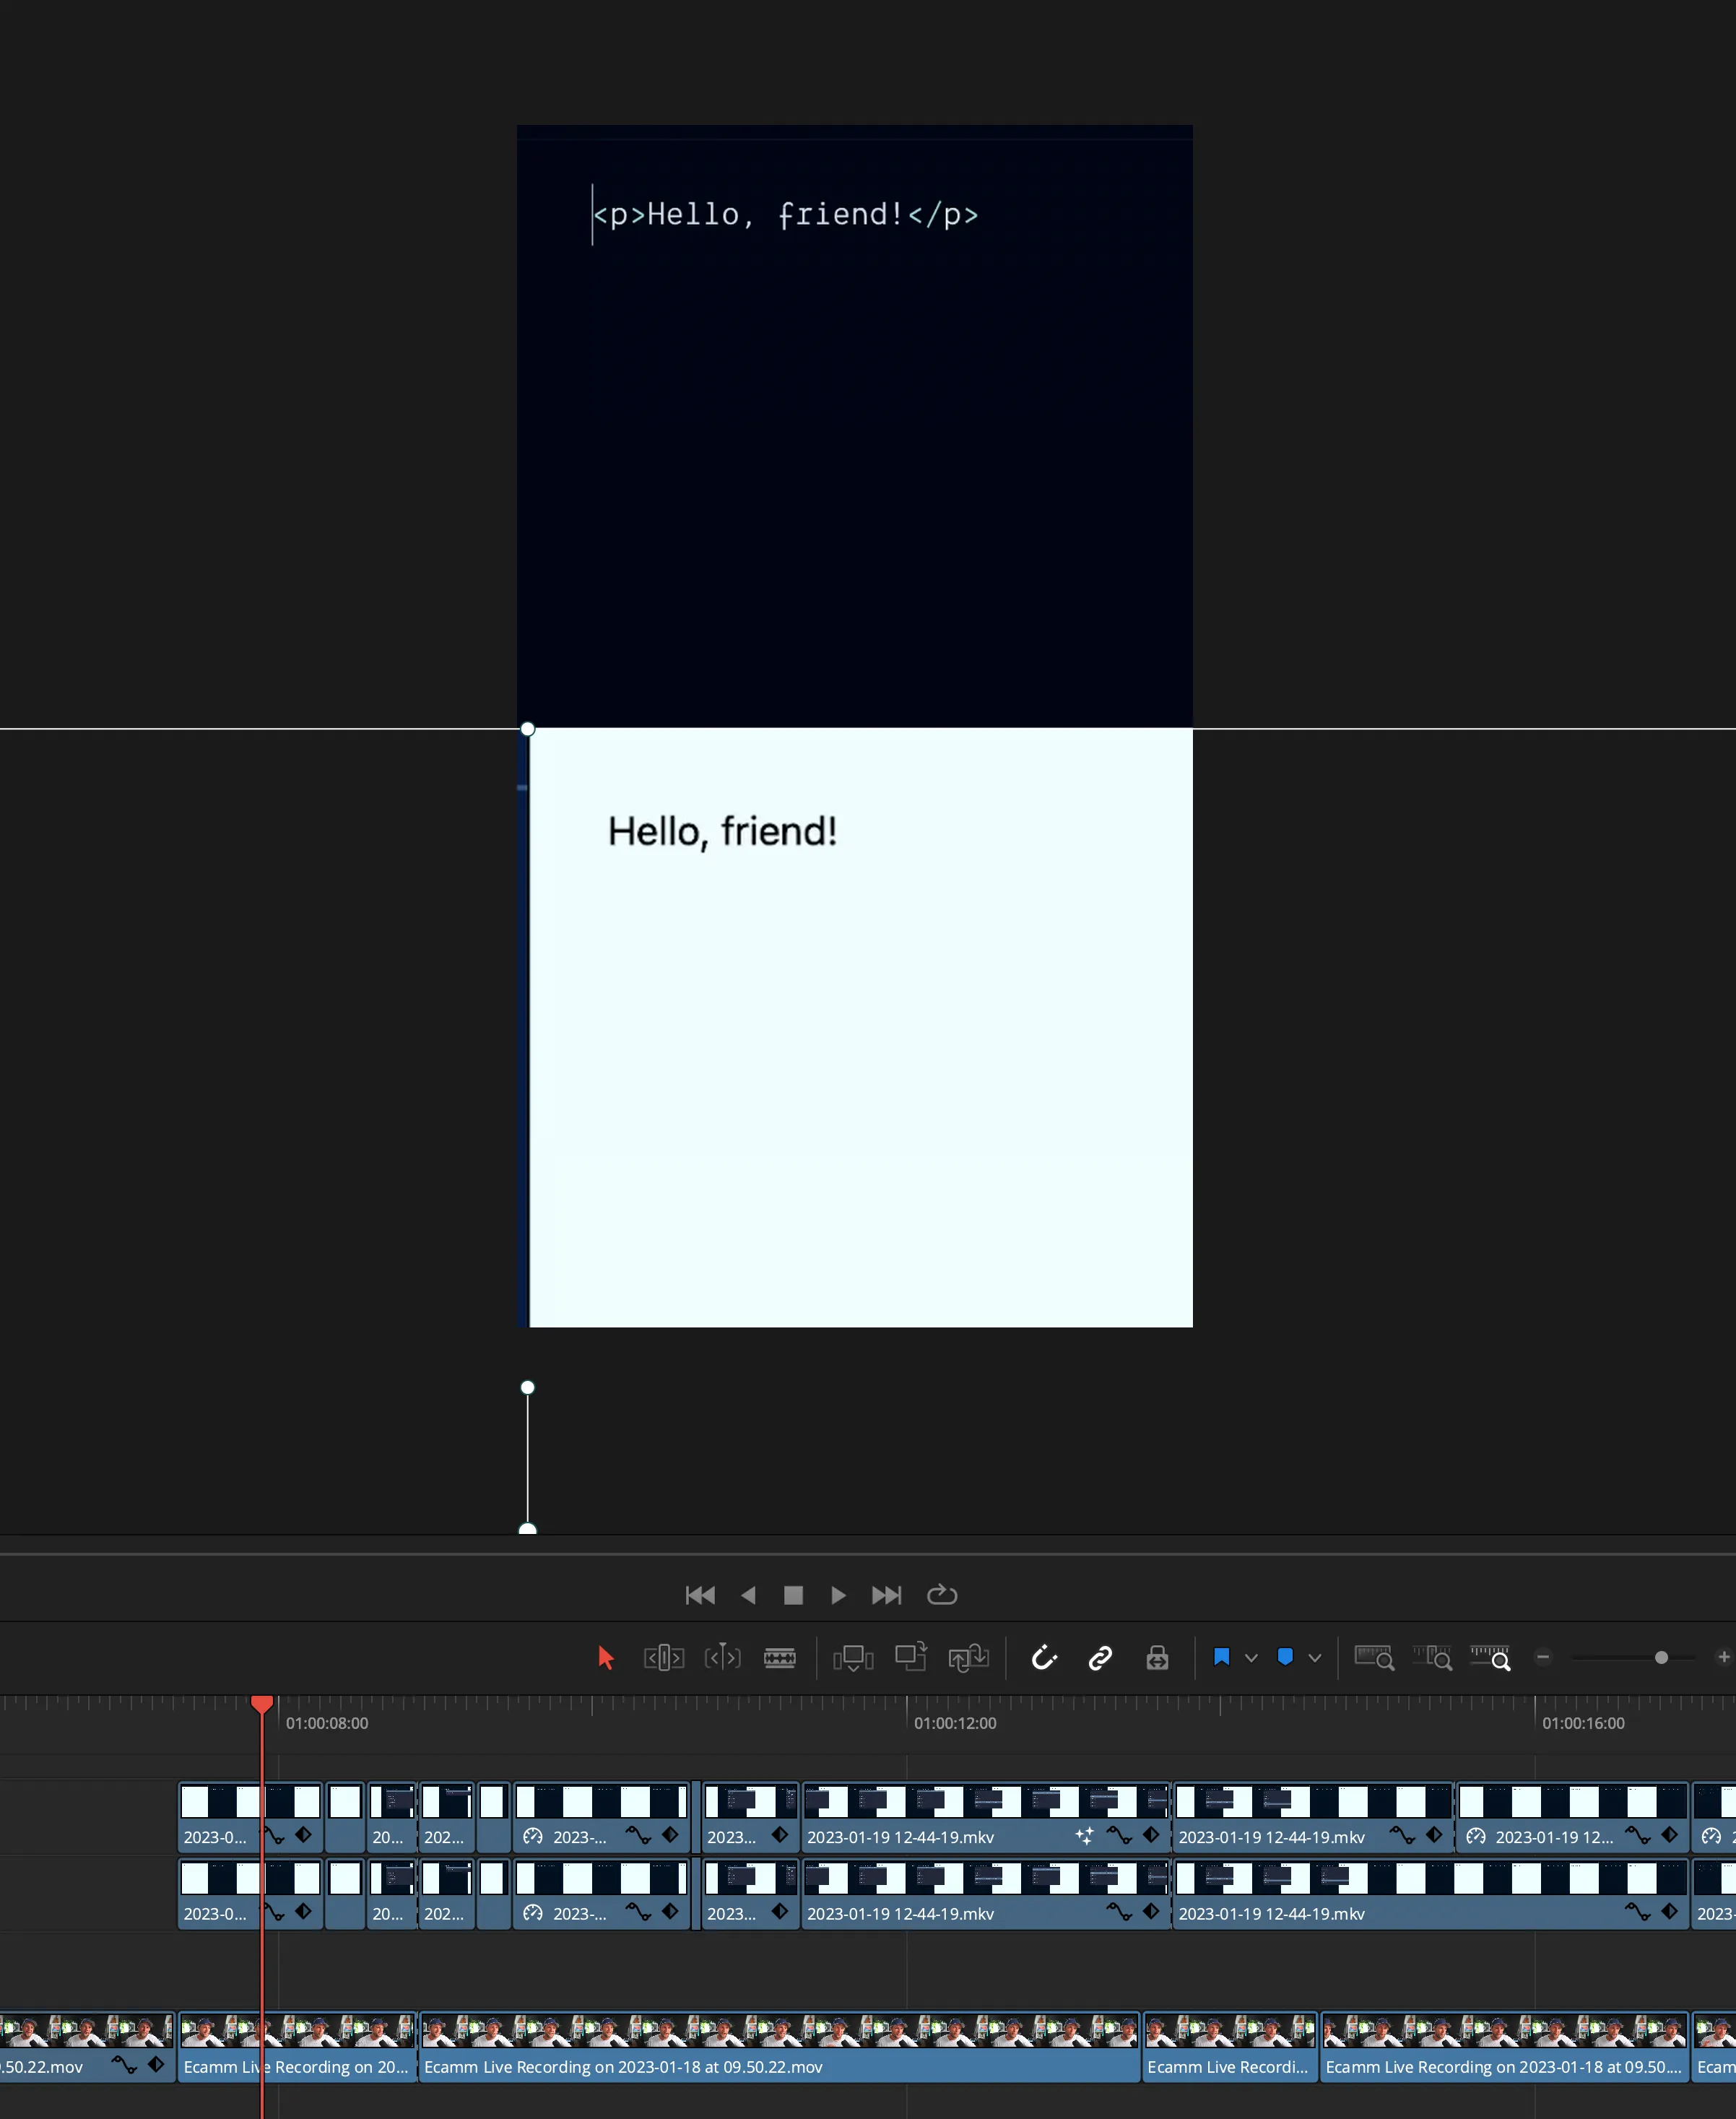 <p>Hello, friend!</p>
Hello, friend!
01:00:08:00
01:00:12:00
01:00:16:00
2023-0...
20...
202...
2023-...
2023...
2023-01-19 12-44-19.mkv
2023-01-19 12-44-19.mkv
2023-01-19 12...
2023-0...
20...
202...
2023-...
2023...
2023-01-19 12-44-19.mkv
2023-01-19 12-44-19.mkv
2023-
.50.22.mov
Ecamm Live Recording on 20...
Ecamm Live Recording on 2023-01-18 at 09.50.22.mov
Ecamm Live Recordi...
Ecamm Live Recording on 2023-01-18 at 09.50....
Ecam